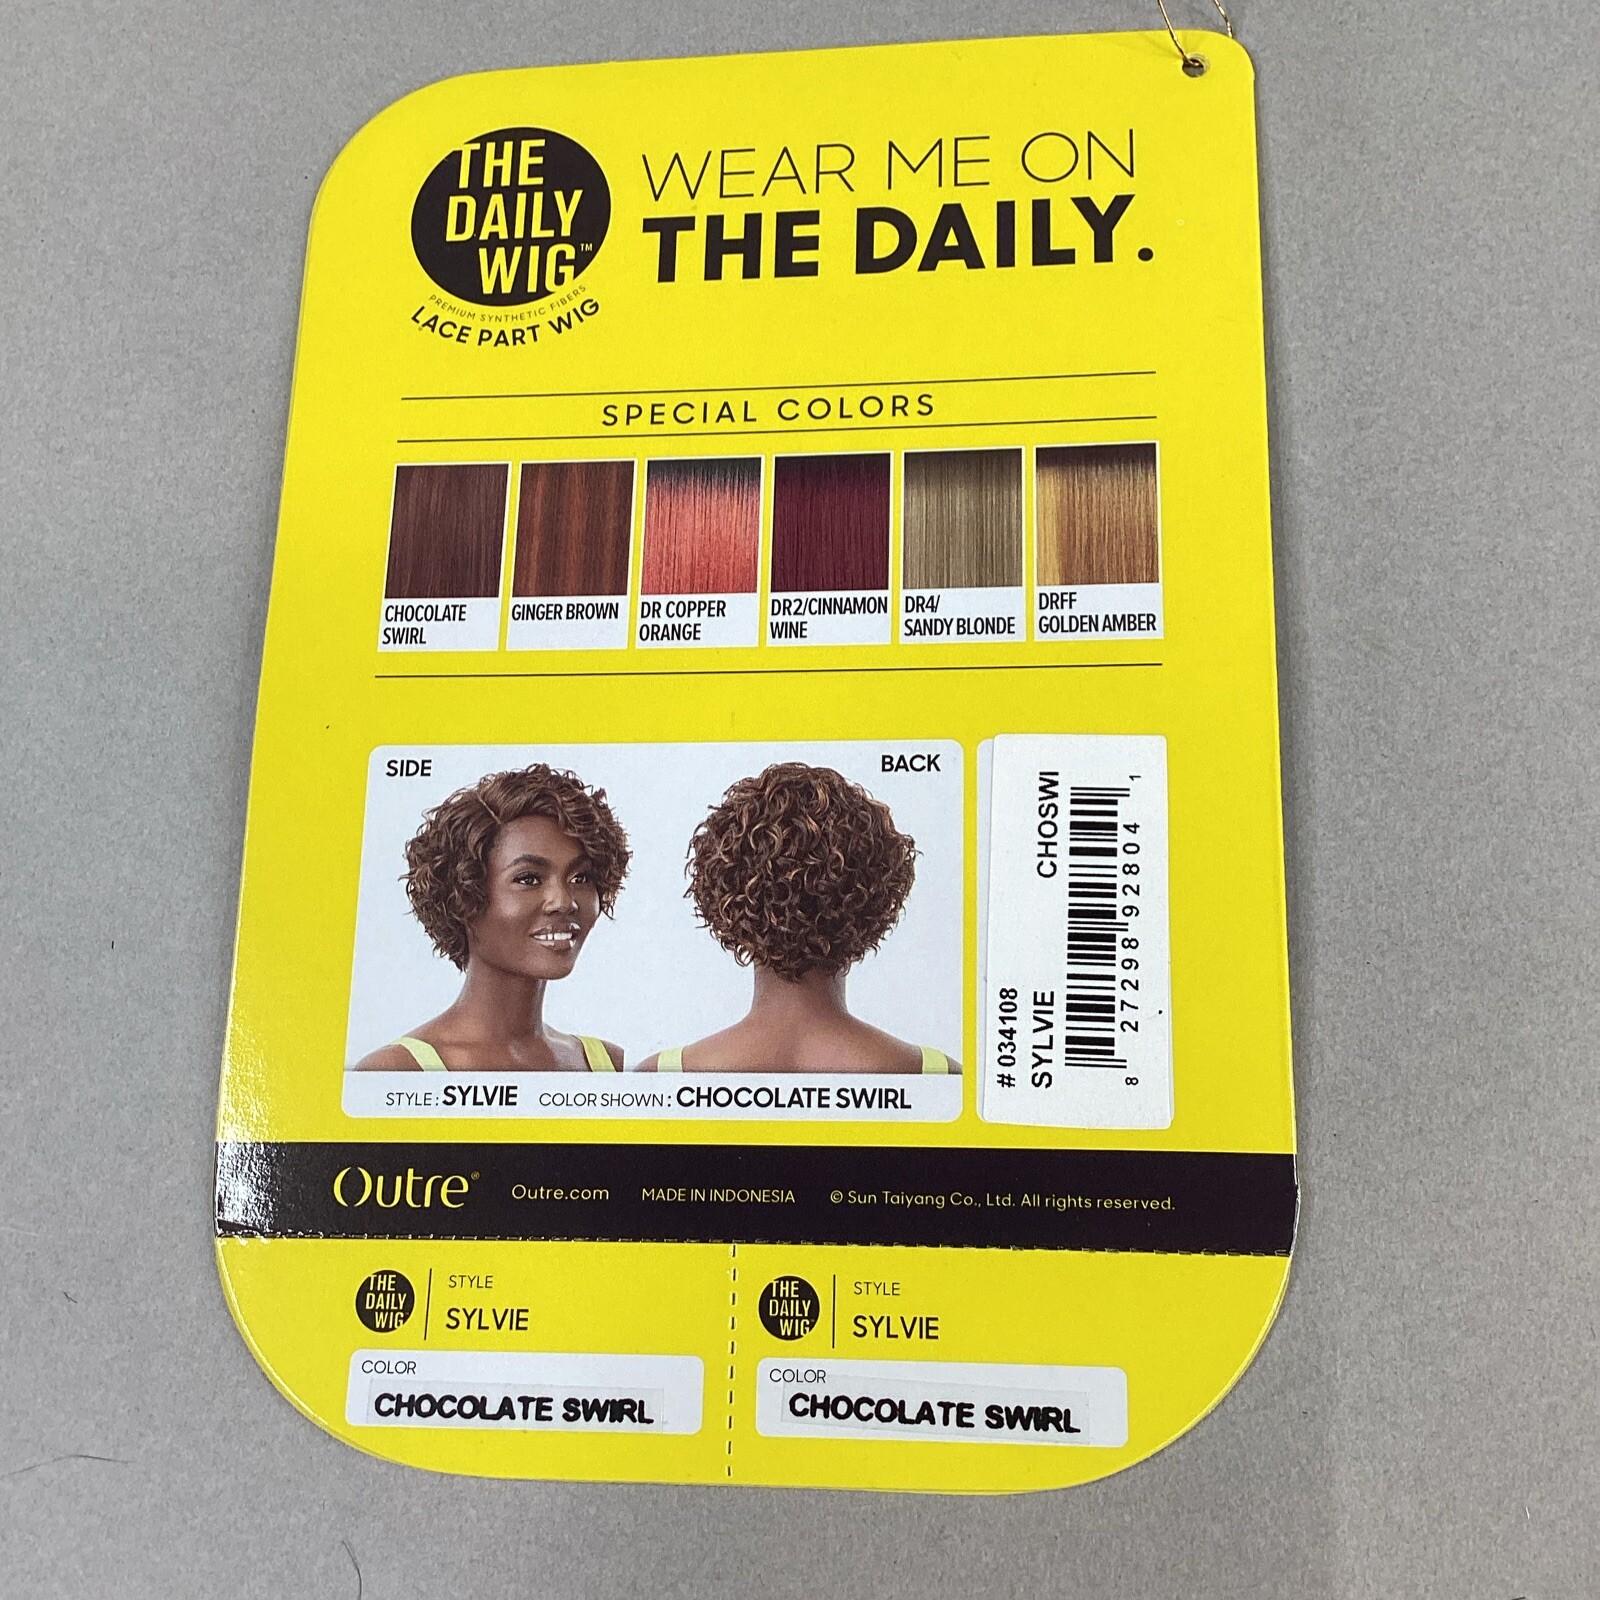 THE
DAILY
WIG™
PREMIUM SYNTHETIC FIBERS
LACE PART WIG
WEAR ME ON
THE DAILY.
SPECIAL COLORS
CHOCOLATE
SWIRL
GINGER BROWN
DR COPPER
ORANGE
DR2/CINNAMON
WINE
DR4/
SANDY BLONDE
DRFF
GOLDEN AMBER
SIDE
BACK
STYLE: SYLVIE COLOR SHOWN: CHOCOLATE SWIRL
# 034108
SYLVIE CHOSWI
8 27298 92804 1
Outre® Outre.com MADE IN INDONESIA © Sun Taiyang Co., Ltd. All rights reserved.
THE
DAILY
WIG
STYLE
SYLVIE
COLOR
CHOCOLATE SWIRL
THE
DAILY
WIG
STYLE
SYLVIE
COLOR
CHOCOLATE SWIRL